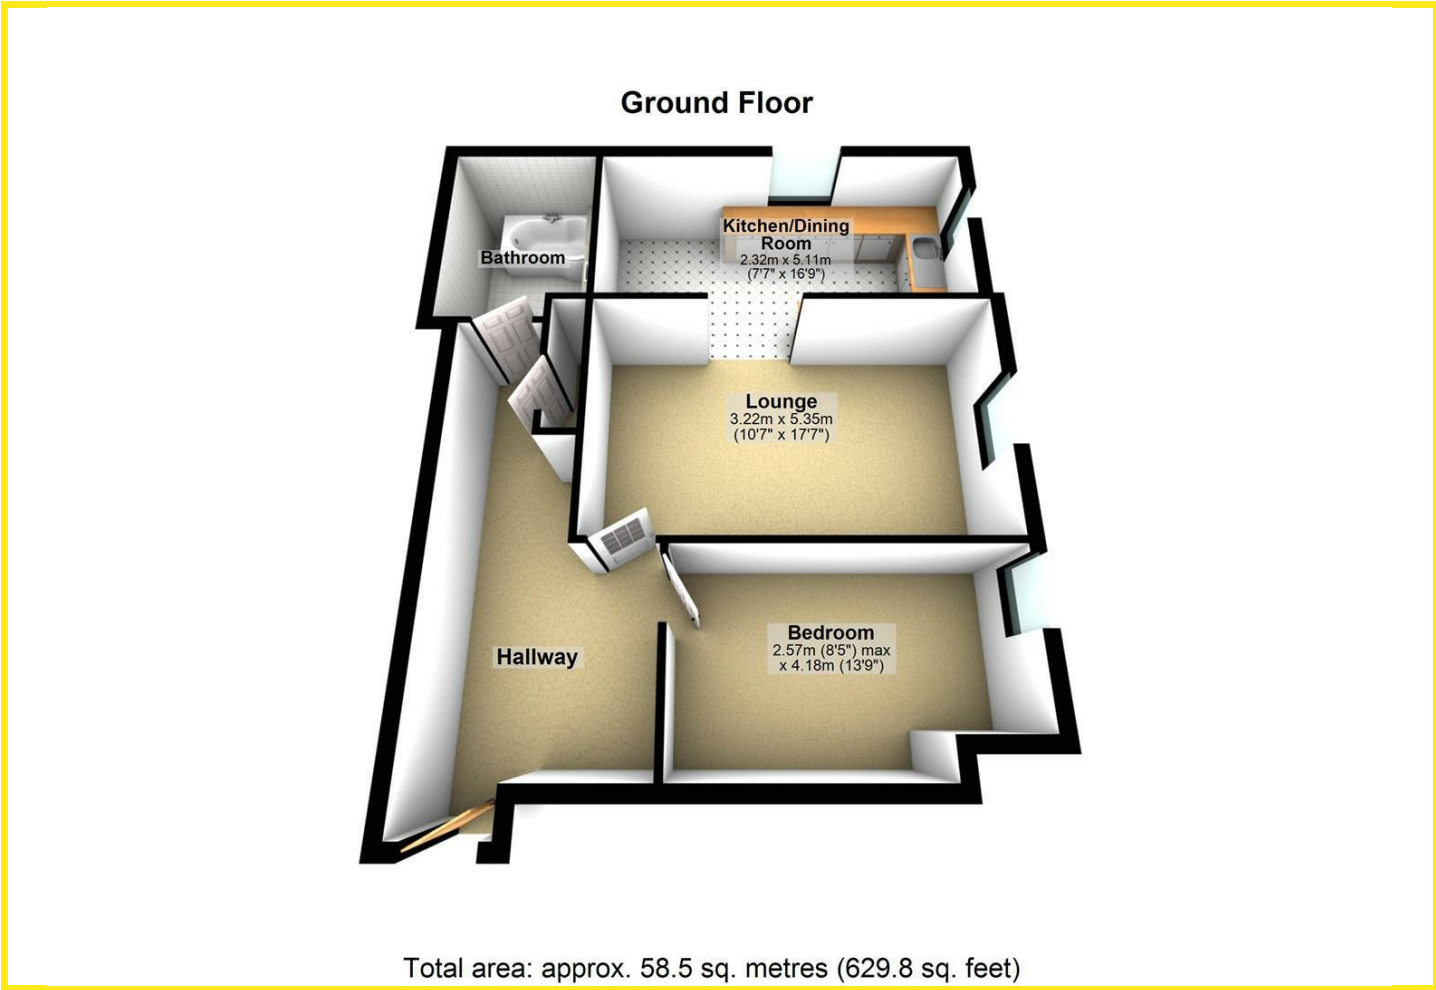 Ground Floor
Kitchen/Dining
Room
2.32m x 5.11m
(7'7" x 16'9")
Bathroom
Lounge
3.22m x 5.35m
(10'7" x 17'7")
Bedroom
2.57m (8'5") max
x 4.18m (13'9")
Hallway
Total area: approx. 58.5 sq. metres (629.8 sq. feet)